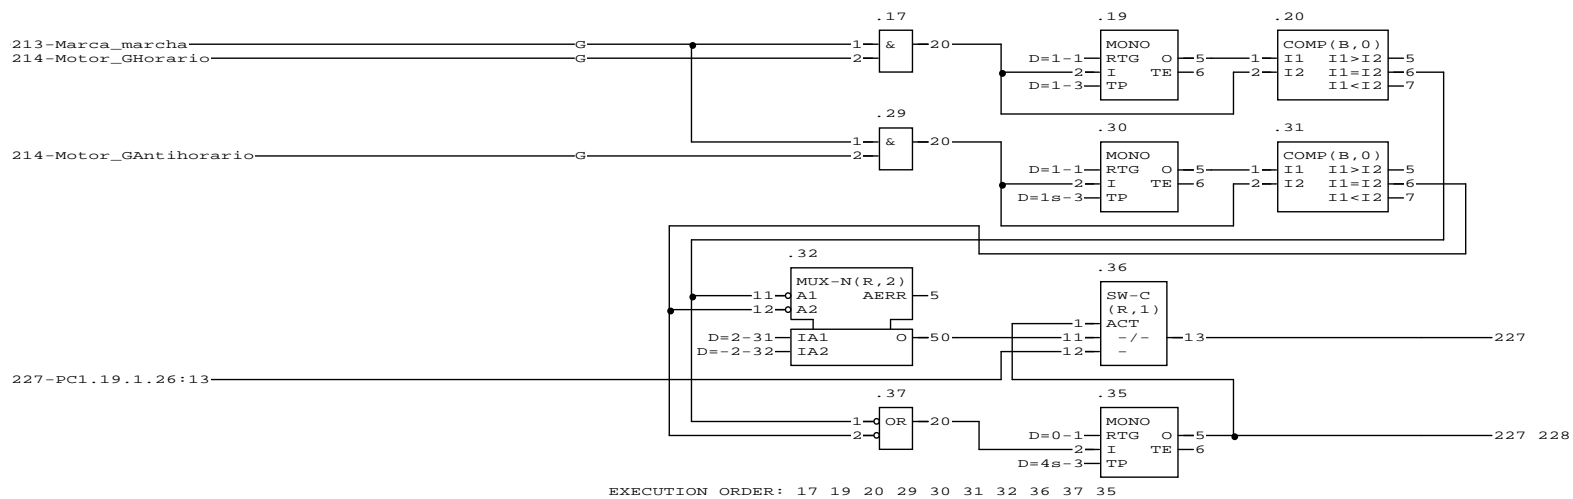 .17 .19 .20
213-Marca_marcha G 1 & 20 MONO COMP(B,0)
214-Motor_GHorario G 2 D=1-1 RTG O 5 1 I1 I1>I2 5
2 I TE 6 2 I2 I1=I2 6
D=1-3 TP I1<I2 7
.29 .30 .31
1 & 20 MONO COMP(B,0)
214-Motor_GAntihorario G 2 D=1-1 RTG O 5 1 I1 I1>I2 5
2 I TE 6 2 I2 I1=I2 6
D=1s-3 TP I1<I2 7
.32 .36
MUX-N(R,2) SW-C
11 A1 AERR 5 (R,1)
12 A2 1 ACT
D=2-31 IA1 O 50 11 -/- 13 227
D=-2-32 IA2 12 -
227-PC1.19.1.26:13
.37 .35
1 OR 20 MONO
2 D=0-1 RTG O 5 227 228
2 I TE 6
D=4s-3 TP
EXECUTION ORDER: 17 19 20 29 30 31 32 36 37 35